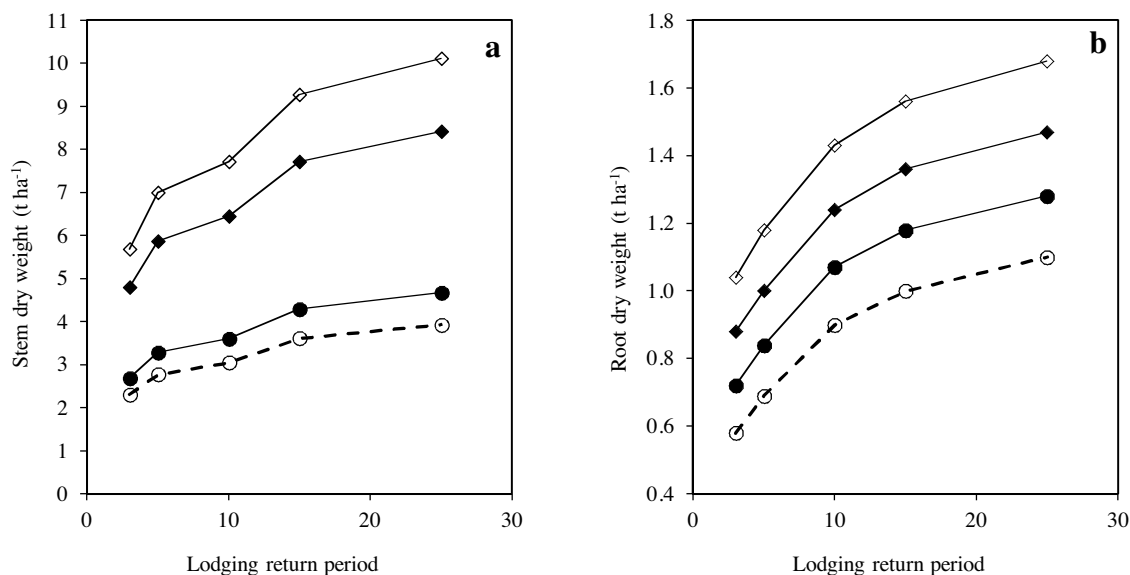 a
Stem dry weight (t ha⁻¹)
11
10
9
8
7
6
5
4
3
2
1
0
0 10 20 30
Lodging return period
b
Root dry weight (t ha⁻¹)
1.8
1.6
1.4
1.2
1.0
0.8
0.6
0.4
0 10 20 30
Lodging return period